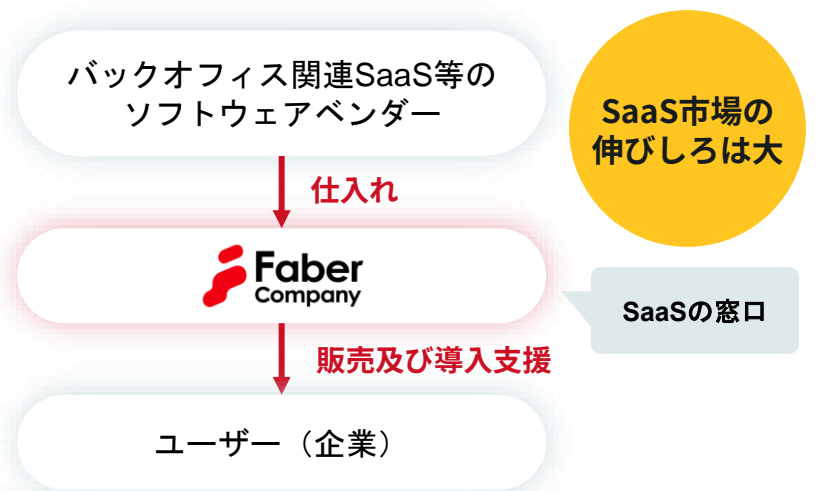 バックオフィス関連SaaS等の
ソフトウェアベンダー
SaaS市場の
伸びしろは大
仕入れ
Faber
Company
SaaSの窓口
販売及び導入支援
ユーザー（企業）